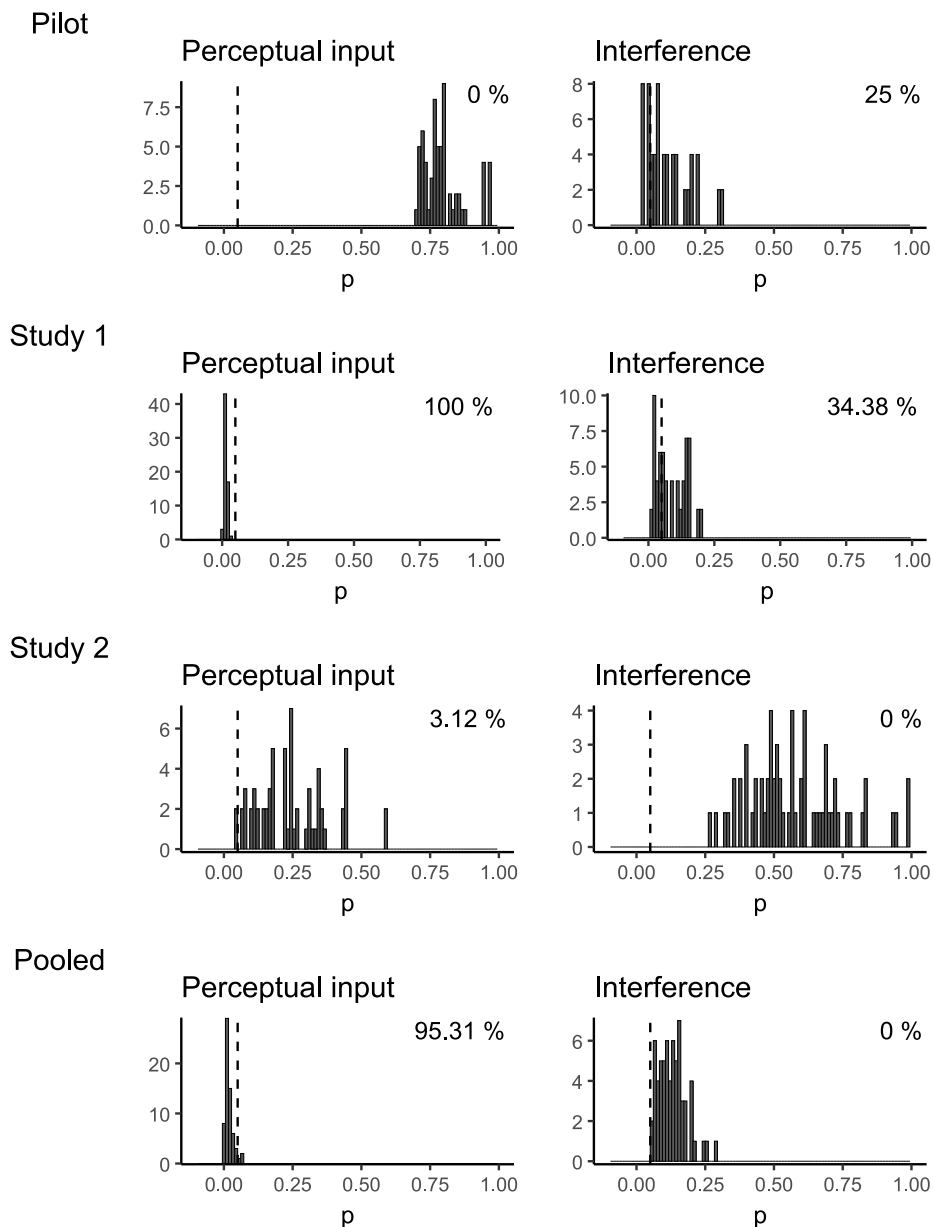 Pilot
Perceptual input
Interference
0 %
25 %
7.5
5.0
2.5
0.0
8
6
4
2
0
0.00 0.25 0.50 0.75 1.00
0.00 0.25 0.50 0.75 1.00
p
p
Study 1
Perceptual input
Interference
100 %
34.38 %
40
30
20
10
0
10.0
7.5
5.0
2.5
0.0
0.00 0.25 0.50 0.75 1.00
0.00 0.25 0.50 0.75 1.00
p
p
Study 2
Perceptual input
Interference
3.12 %
0 %
6
4
2
0
4
3
2
1
0
0.00 0.25 0.50 0.75 1.00
0.00 0.25 0.50 0.75 1.00
p
p
Pooled
Perceptual input
Interference
95.31 %
0 %
20
10
0
6
4
2
0
0.00 0.25 0.50 0.75 1.00
0.00 0.25 0.50 0.75 1.00
p
p